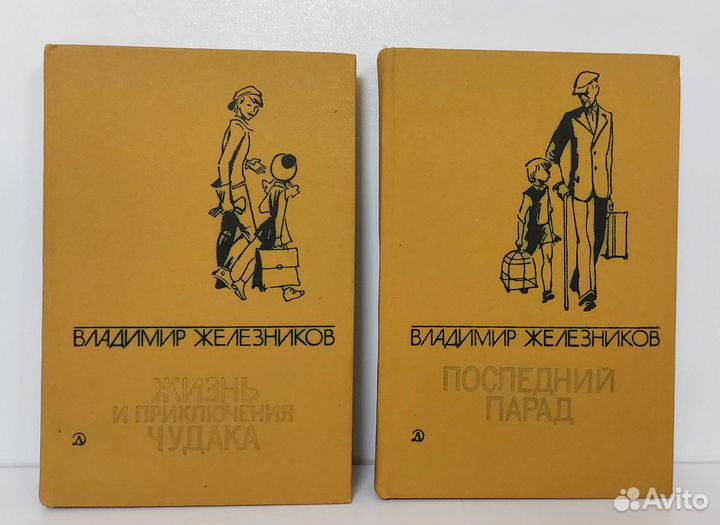 ВЛАДИМИР ЖЕЛЕЗНИКОВ
ЖИЗНЬ
И ПРИКЛЮЧЕНИЯ
ЧУДАКА
Д
ВЛАДИМИР ЖЕЛЕЗНИКОВ
ПОСЛЕДНИЙ
ПАРАД
Д
Avito